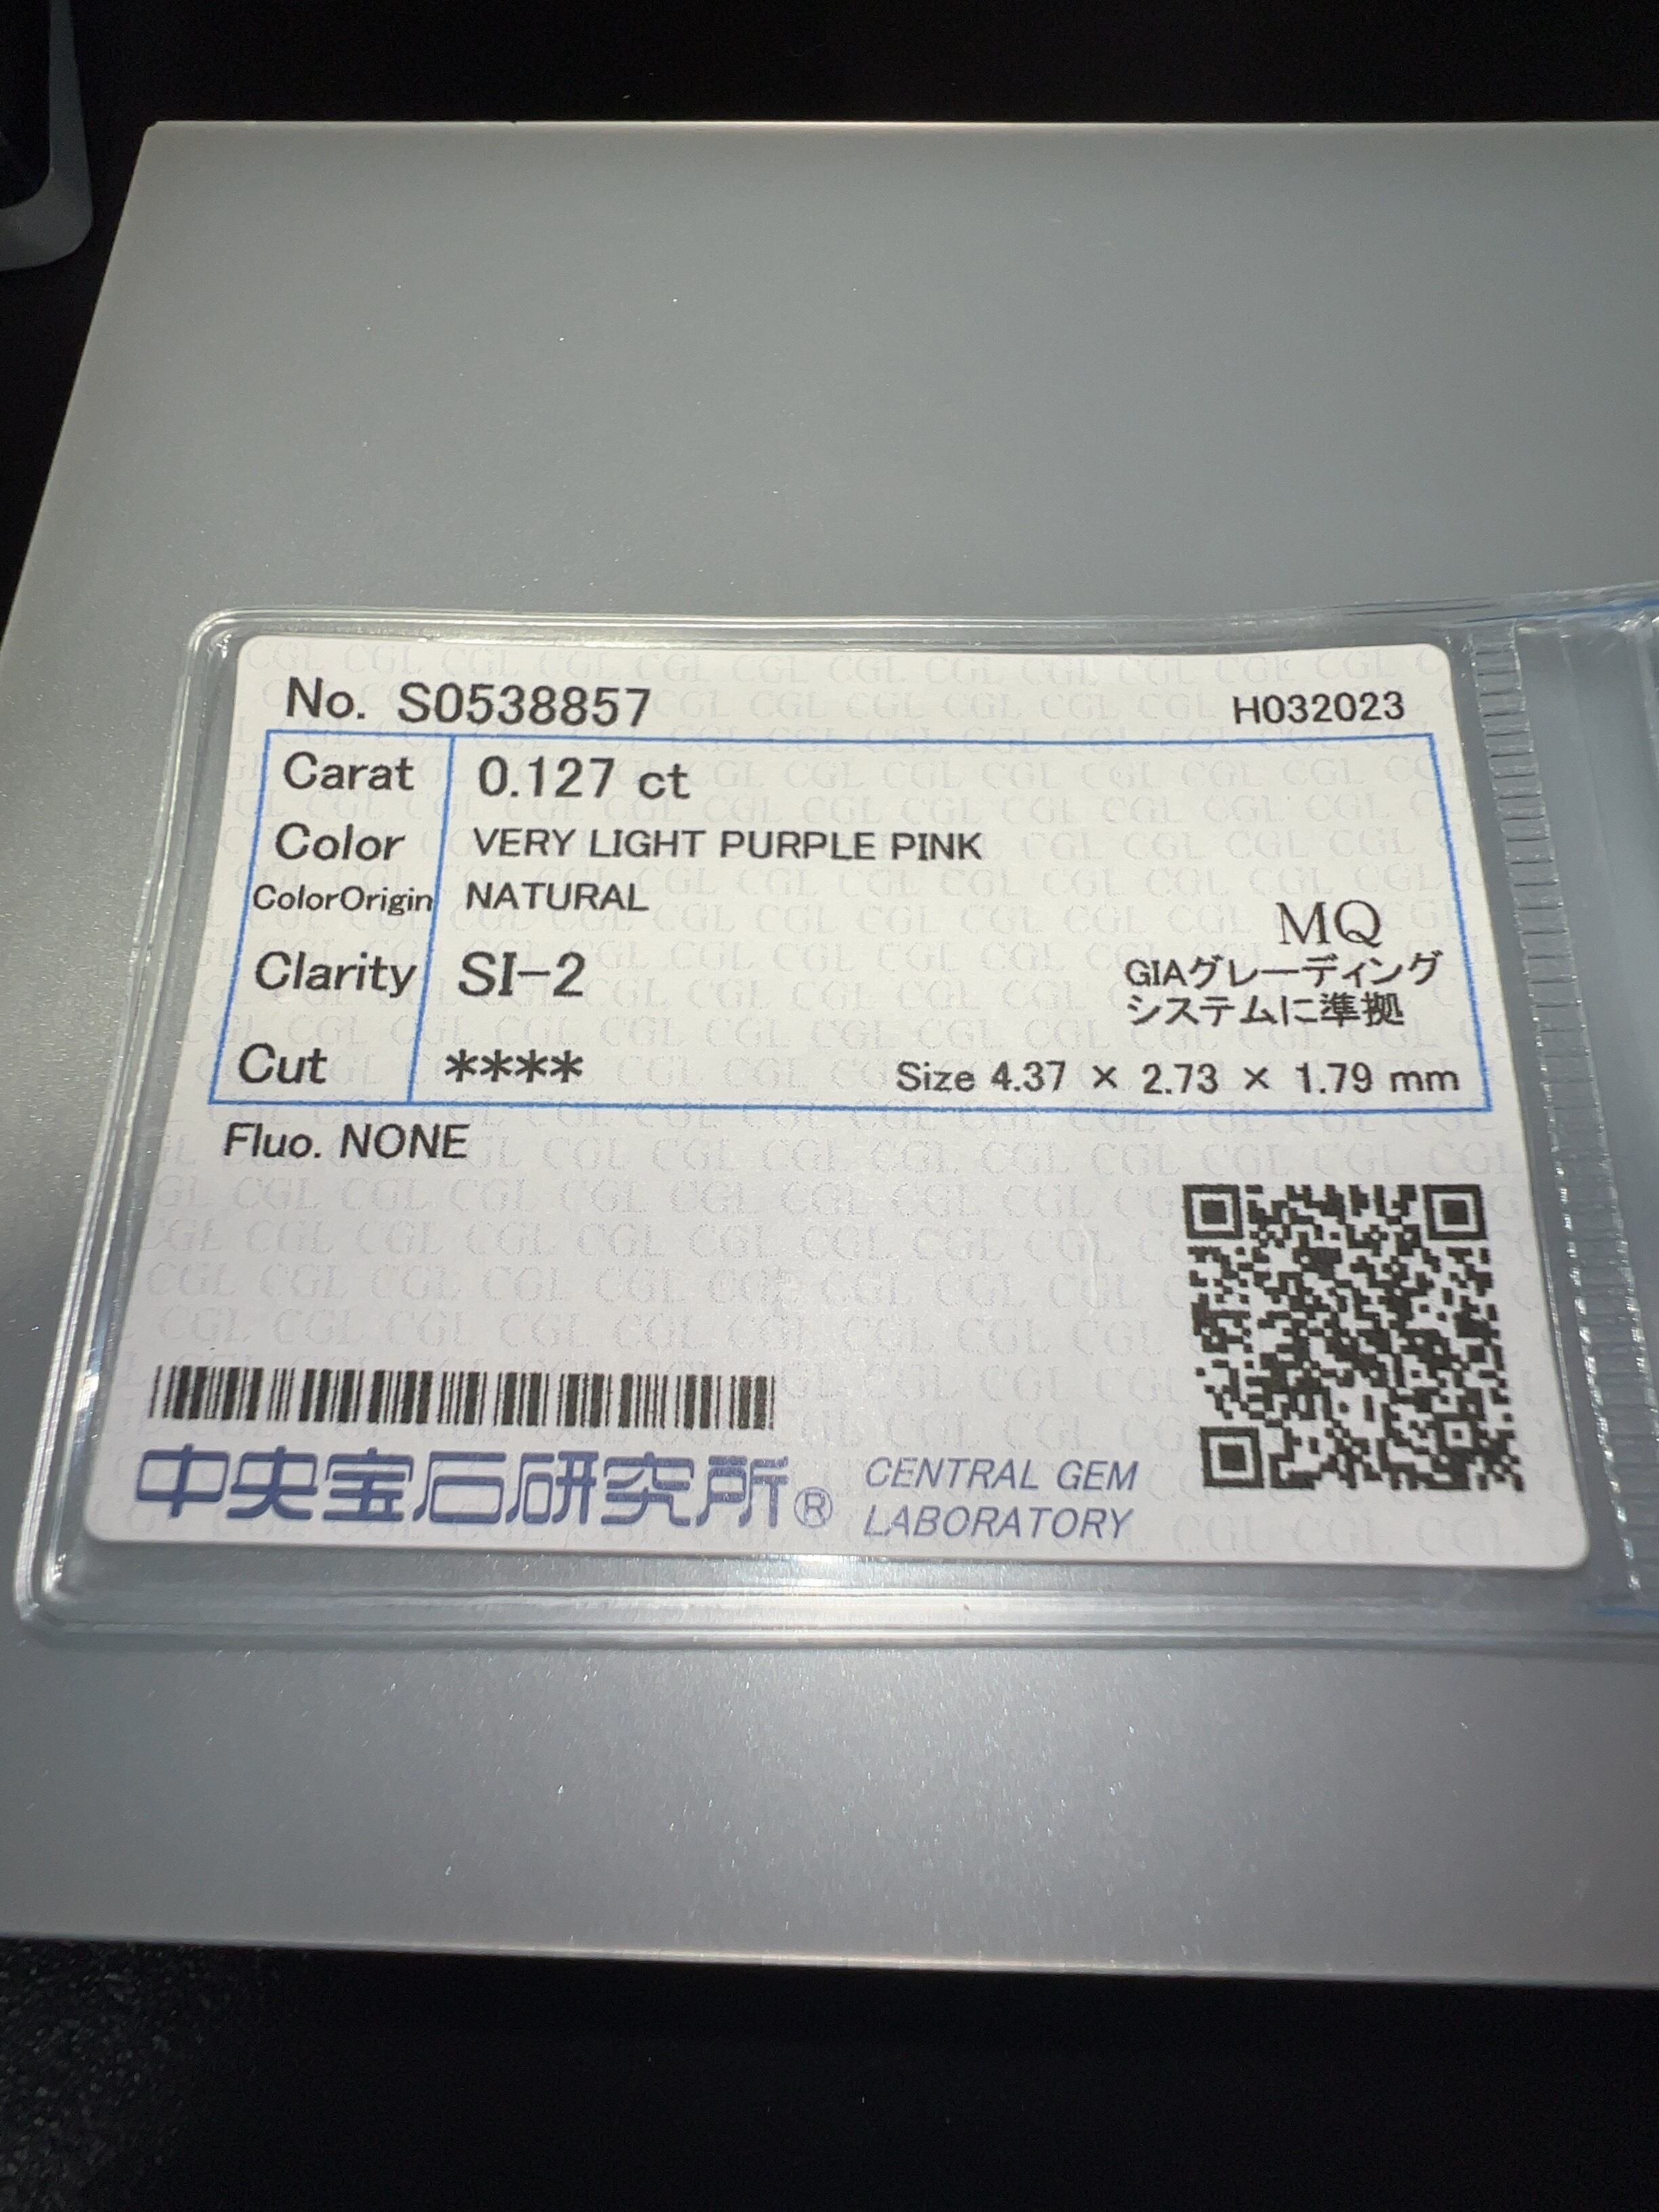 No. S0538857 H032023
Carat 0.127 ct
Color VERY LIGHT PURPLE PINK
ColorOrigin NATURAL
MQ
Clarity SI-2 GIAグレーディング
システムに準拠
Cut **** Size 4.37 × 2.73 × 1.79 mm
Fluo. NONE
中央宝石研究所® CENTRAL GEM
LABORATORY